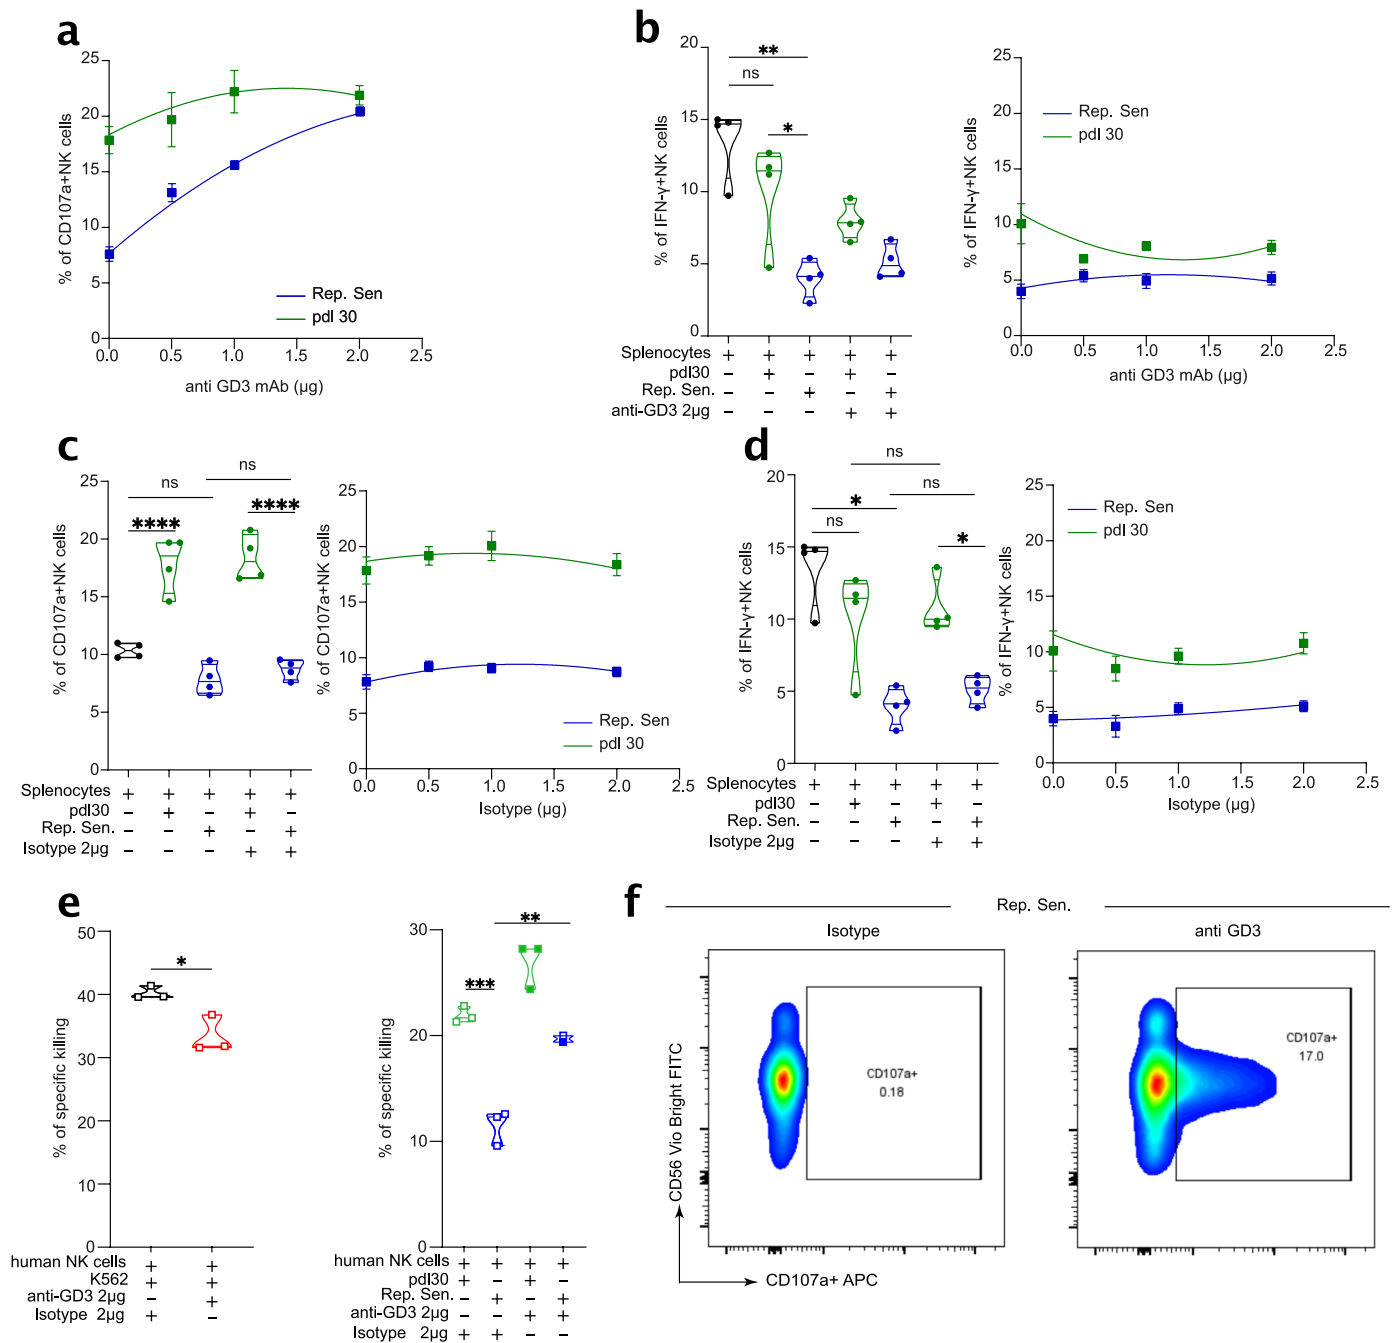 a
% of CD107a+NK cells
25
20
15
10
5
0
Rep. Sen
pdl 30
0.0 0.5 1.0 2.0 2.5
anti GD3 mAb (µg)
b
% of IFN-γ+NK cells
20
15
10
5
0
**
ns
*
Splenocytes + + + + +
pdl30 – + – + –
Rep. Sen. – – + – +
anti-GD3 2µg – – – + +
% of IFN-γ+NK cells
25
20
15
10
5
0
Rep. Sen
pdl 30
0.0 0.5 1.0 1.5 2.0 2.5
anti GD3 mAb (µg)
c
% of CD107a+NK cells
25
20
15
10
5
0
ns
ns
****
****
Splenocytes + + + + +
pdl30 – + – + –
Rep. Sen. – – + – +
Isotype 2µg – – – + +
% of CD107a+NK cells
25
20
15
10
5
0
Rep. Sen
pdl 30
0.0 0.5 1.0 1.5 2.0 2.5
Isotype (µg)
d
% of IFN-γ+NK cells
20
15
10
5
0
ns
ns
*
ns
*
Splenocytes + + + + +
pdl30 – + – + –
Rep. Sen. – – + – +
Isotype 2µg – – – + +
% of IFN-γ+NK cells
25
20
15
10
5
0
Rep. Sen
pdl 30
0.0 0.5 1.0 1.5 2.0 2.5
Isotype (µg)
e
% of specific killing
50
40
30
20
10
0
*
human NK cells + +
K562 + +
anti-GD3 2µg – +
Isotype 2µg + –
% of specific killing
30
20
10
0
**
***
human NK cells + + + +
pdl30 + – + –
Rep. Sen. – + – +
anti-GD3 2µg – – + +
Isotype 2µg + + – –
f
Rep. Sen.
Isotype
anti GD3
CD107a+
0.18
CD107a+
17.0
CD56 Vio Bright FITC
CD107a+ APC